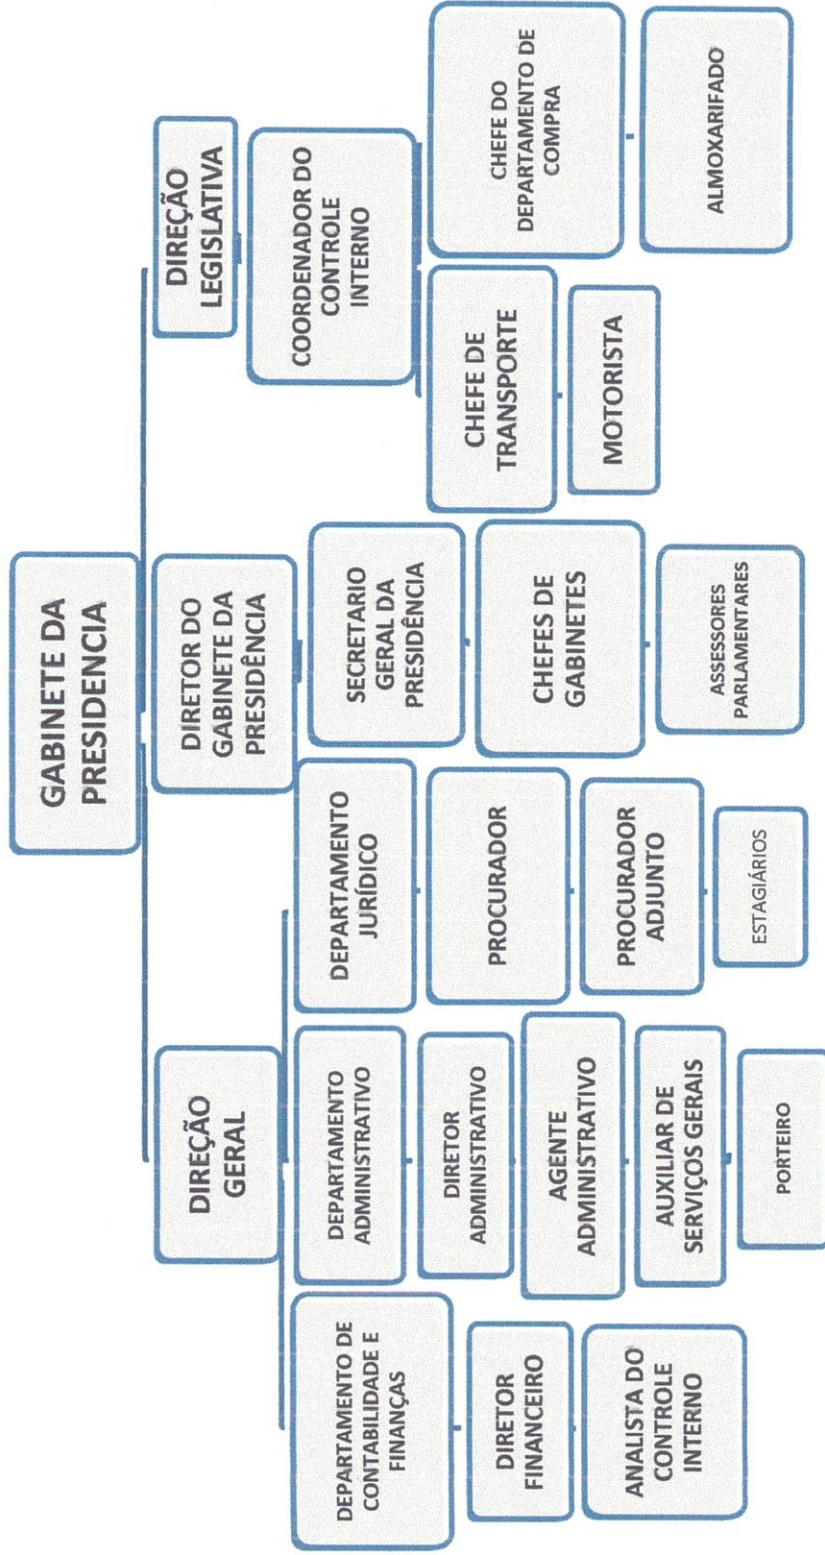 GABINETE DA
PRESIDENCIA
DIREÇÃO
GERAL
DIRETOR DO
GABINETE DA
PRESIDÊNCIA
DIREÇÃO
LEGISLATIVA
DEPARTAMENTO DE
CONTABILIDADE E
FINANÇAS
DIRETOR
FINANCEIRO
ANALISTA DO
CONTROLE
INTERNO
DEPARTAMENTO
ADMINISTRATIVO
DIRETOR
ADMINISTRATIVO
AGENTE
ADMINISTRATIVO
AUXILIAR DE
SERVIÇOS GERAIS
PORTEIRO
DEPARTAMENTO
JURÍDICO
PROCURADOR
PROCURADOR
ADJUNTO
ESTAGIÁRIOS
SECRETARIO
GERAL DA
PRESIDÊNCIA
CHEFES DE
GABINETES
ASSESSORES
PARLAMENTARES
COORDENADOR DO
CONTROLE
INTERNO
CHEFE DE
TRANSPORTE
MOTORISTA
CHEFE DO
DEPARTAMENTO DE
COMPRA
ALMOXARIFADO